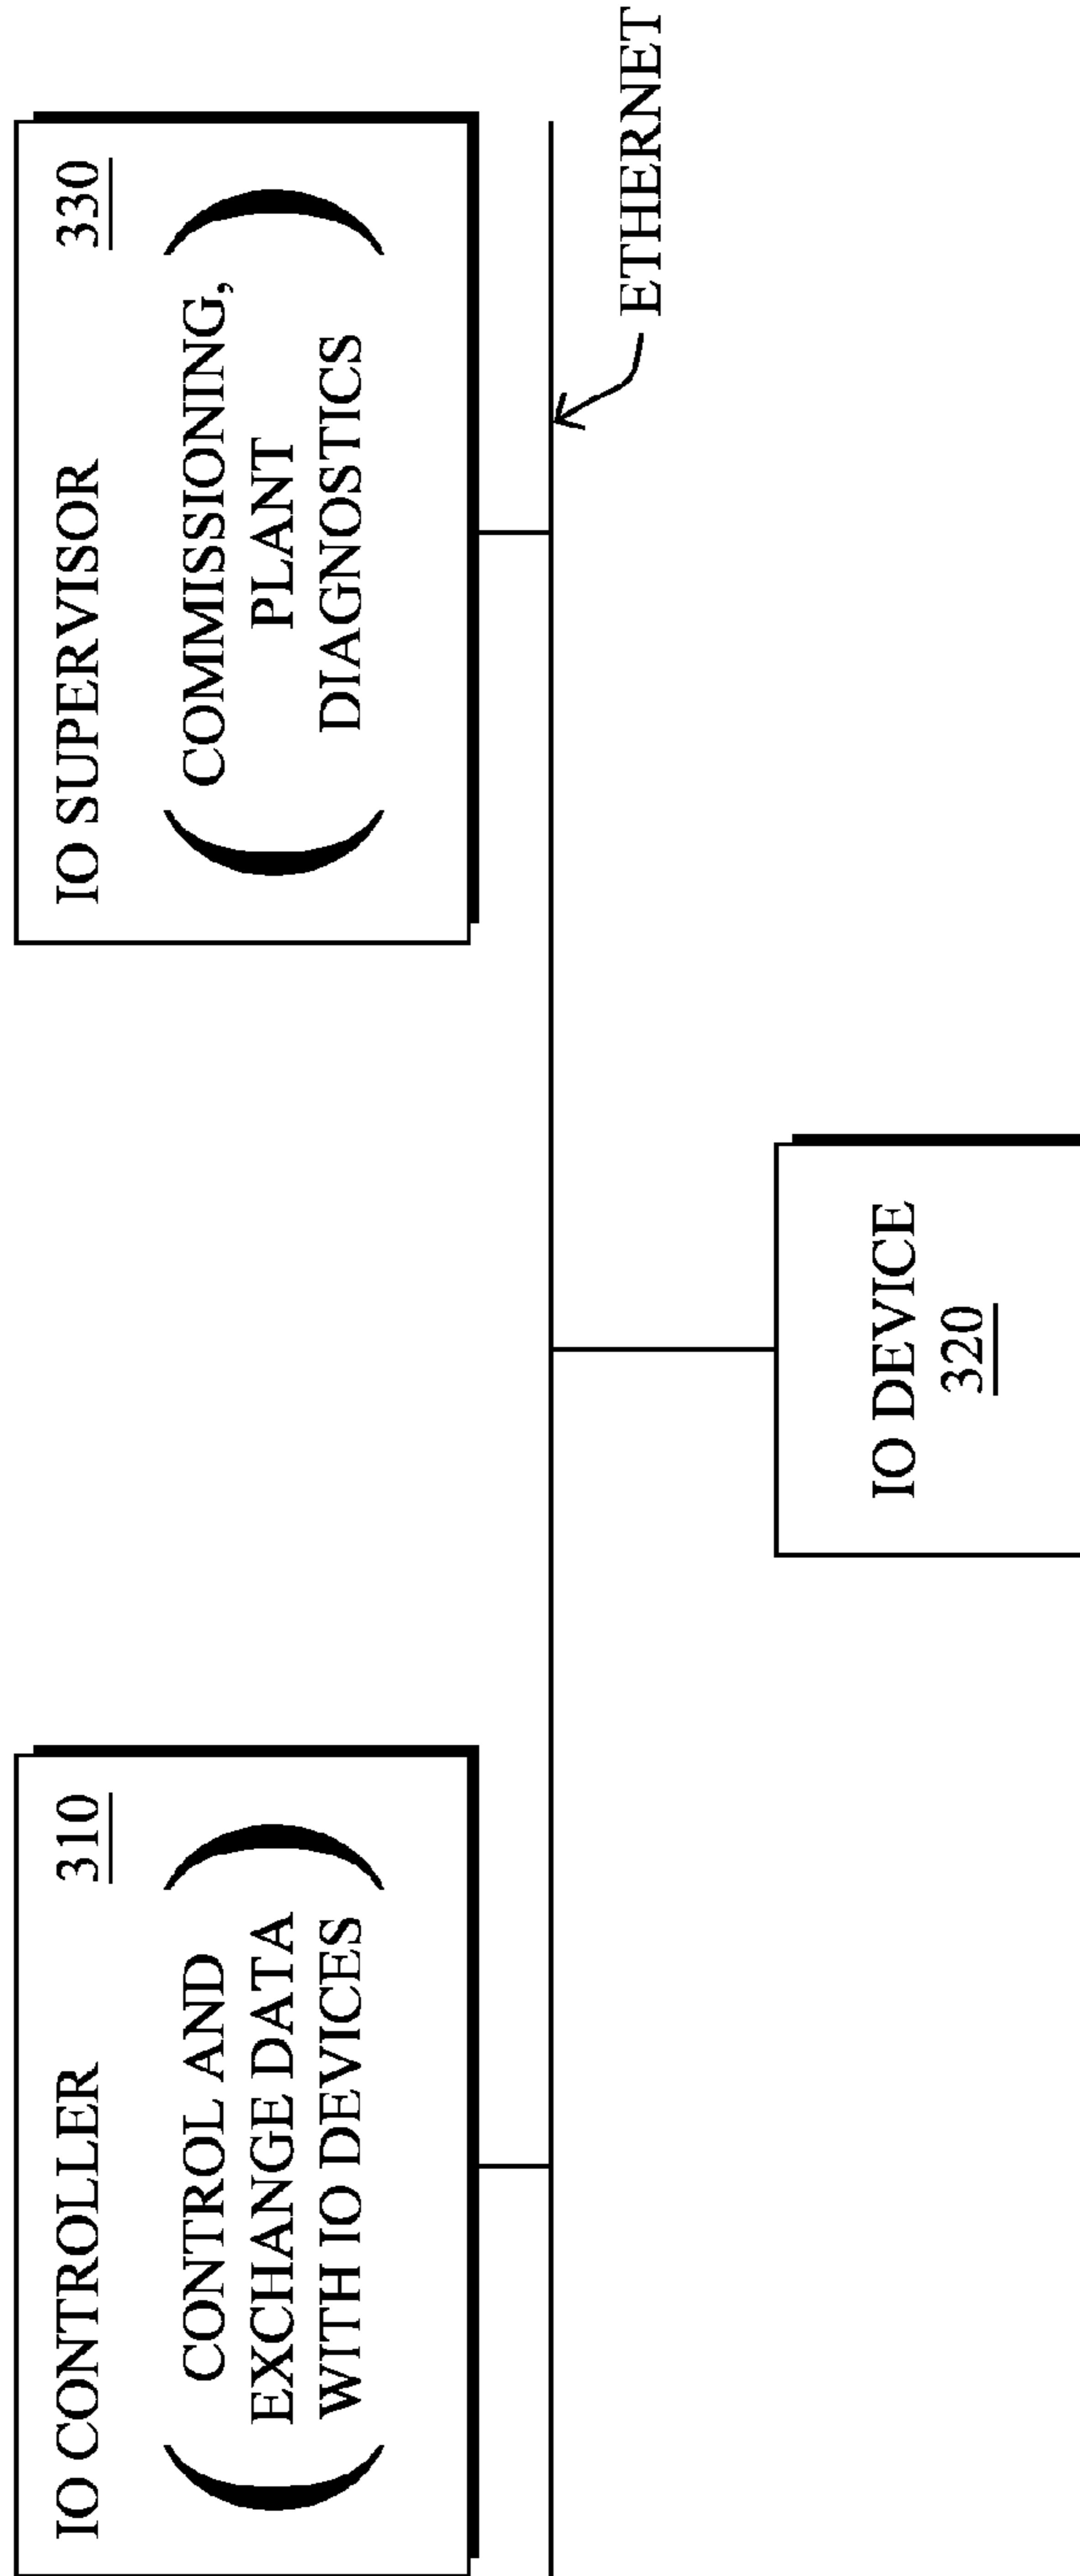 IO CONTROLLER 310
CONTROL AND
EXCHANGE DATA
WITH IO DEVICES
IO SUPERVISOR 330
COMMISSIONING,
PLANT
DIAGNOSTICS
ETHERNET
IO DEVICE
320